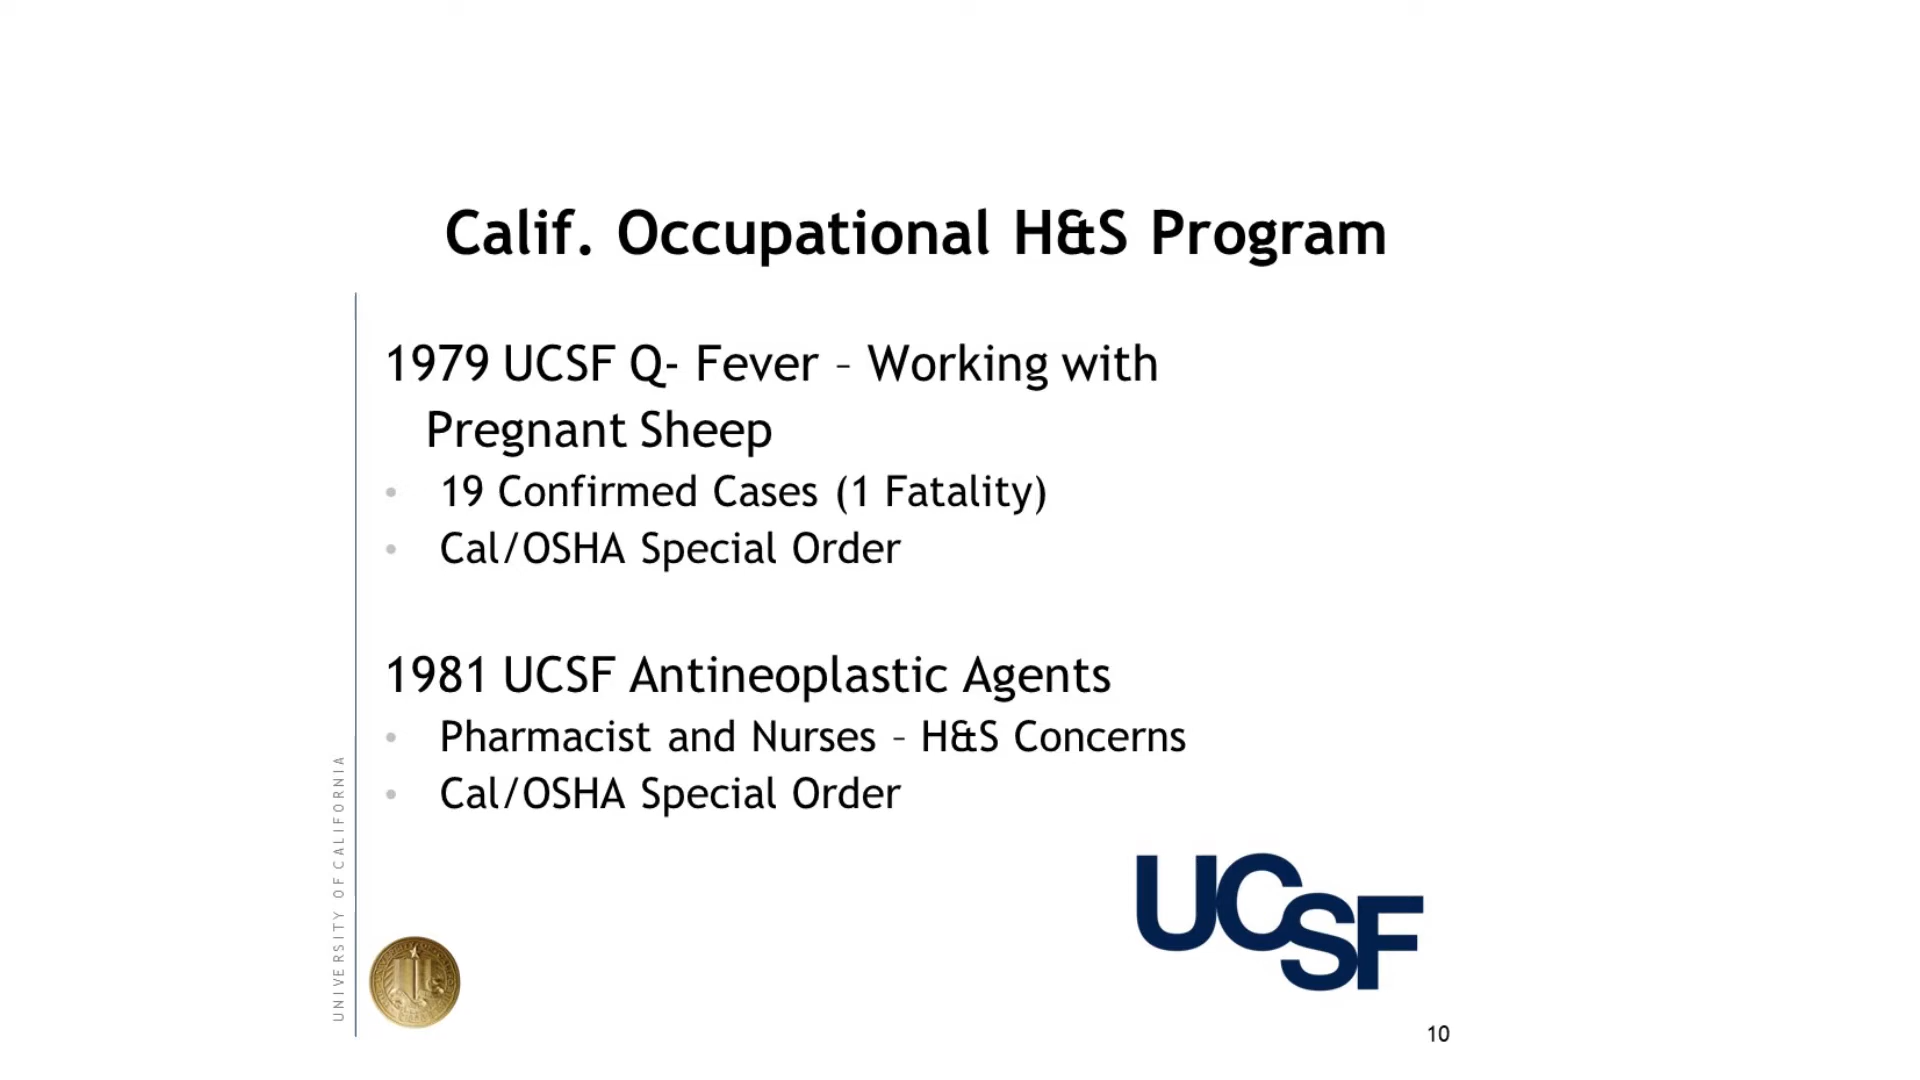 Calif. Occupational H&S Program
1979 UCSF Q- Fever – Working with
Pregnant Sheep
• 19 Confirmed Cases (1 Fatality)
• Cal/OSHA Special Order
1981 UCSF Antineoplastic Agents
• Pharmacist and Nurses – H&S Concerns
• Cal/OSHA Special Order
UNIVERSITY OF CALIFORNIA
UCSF
10